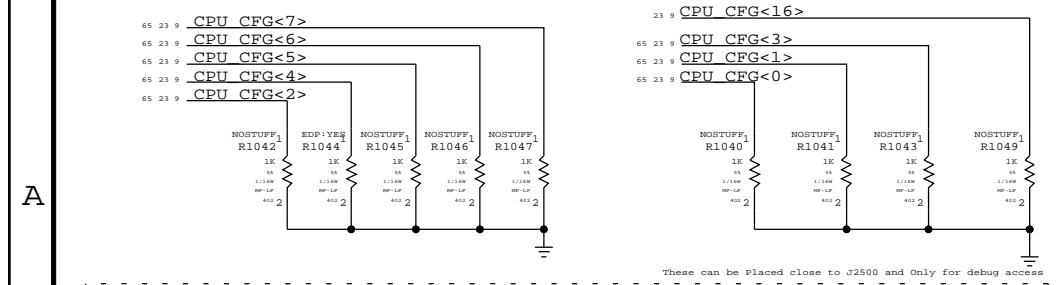 65 23 9 CPU_CFG<7>
65 23 9 CPU_CFG<6>
65 23 9 CPU_CFG<5>
65 23 9 CPU_CFG<4>
65 23 9 CPU_CFG<2>
23 9 CPU_CFG<16>
65 23 9 CPU_CFG<3>
65 23 9 CPU_CFG<1>
65 23 9 CPU_CFG<0>
NOSTUFF 1
R1042
1K
5%
1/16W
MF-LF
402 2
EDP:YES 1
R1044
1K
5%
1/16W
MF-LF
402 2
NOSTUFF 1
R1045
1K
5%
1/16W
MF-LF
402 2
NOSTUFF 1
R1046
1K
5%
1/16W
MF-LF
402 2
NOSTUFF 1
R1047
1K
5%
1/16W
MF-LF
402 2
NOSTUFF 1
R1040
1K
5%
1/16W
MF-LF
402 2
NOSTUFF 1
R1041
1K
5%
1/16W
MF-LF
402 2
NOSTUFF 1
R1043
1K
5%
1/16W
MF-LF
402 2
NOSTUFF 1
R1049
1K
5%
1/16W
MF-LF
402 2
A
These can be Placed close to J2500 and Only for debug access